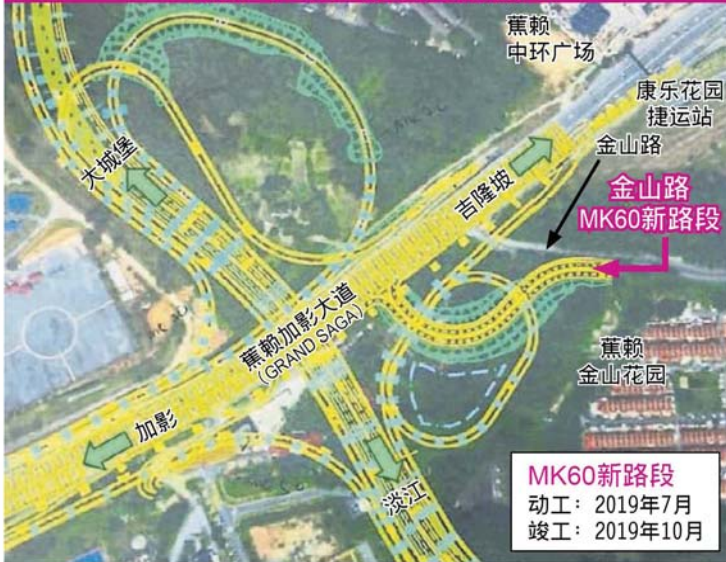 蕉赖
中环广场
康乐花园
捷运站
金山路
金山路
MK60新路段
大城堡
吉隆坡
蕉赖加影大道
(GRAND SAGA)
蕉赖
金山花园
加影
淡江
MK60新路段
动工：2019年7月
竣工：2019年10月